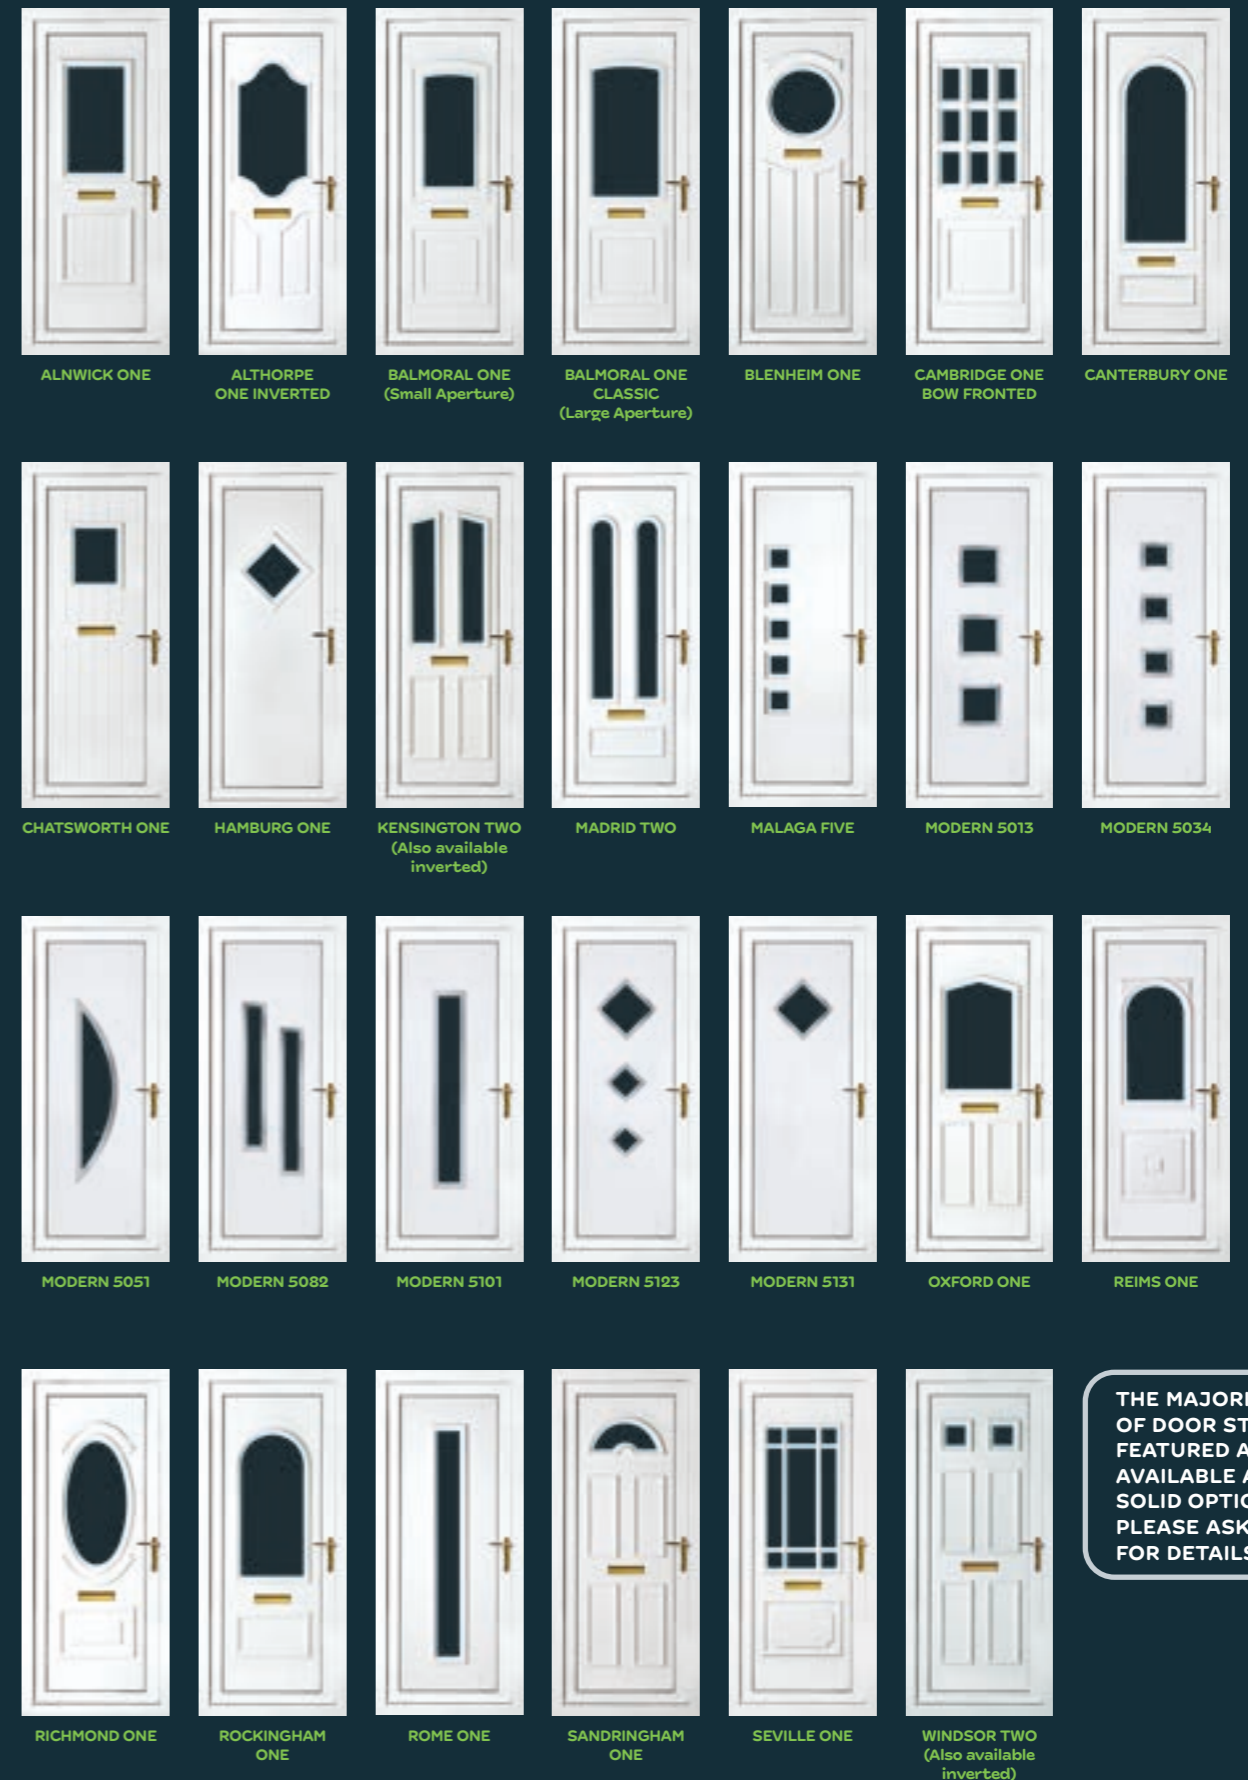 ALNWICK ONE
ALTHORPE
ONE INVERTED
BALMORAL ONE
(Small Aperture)
BALMORAL ONE
CLASSIC
(Large Aperture)
BLENHEIM ONE
CAMBRIDGE ONE
BOW FRONTED
CANTERBURY ONE
CHATSWORTH ONE
HAMBURG ONE
KENSINGTON TWO
(Also available
inverted)
MADRID TWO
MALAGA FIVE
MODERN 5013
MODERN 5034
MODERN 5051
MODERN 5082
MODERN 5101
MODERN 5123
MODERN 5131
OXFORD ONE
REIMS ONE
RICHMOND ONE
ROCKINGHAM
ONE
ROME ONE
SANDRINGHAM
ONE
SEVILLE ONE
WINDSOR TWO
(Also available
inverted)
THE
OF DOOR
FEATURED
AVAILABLE
SOLID
PLEASE ASK
FOR